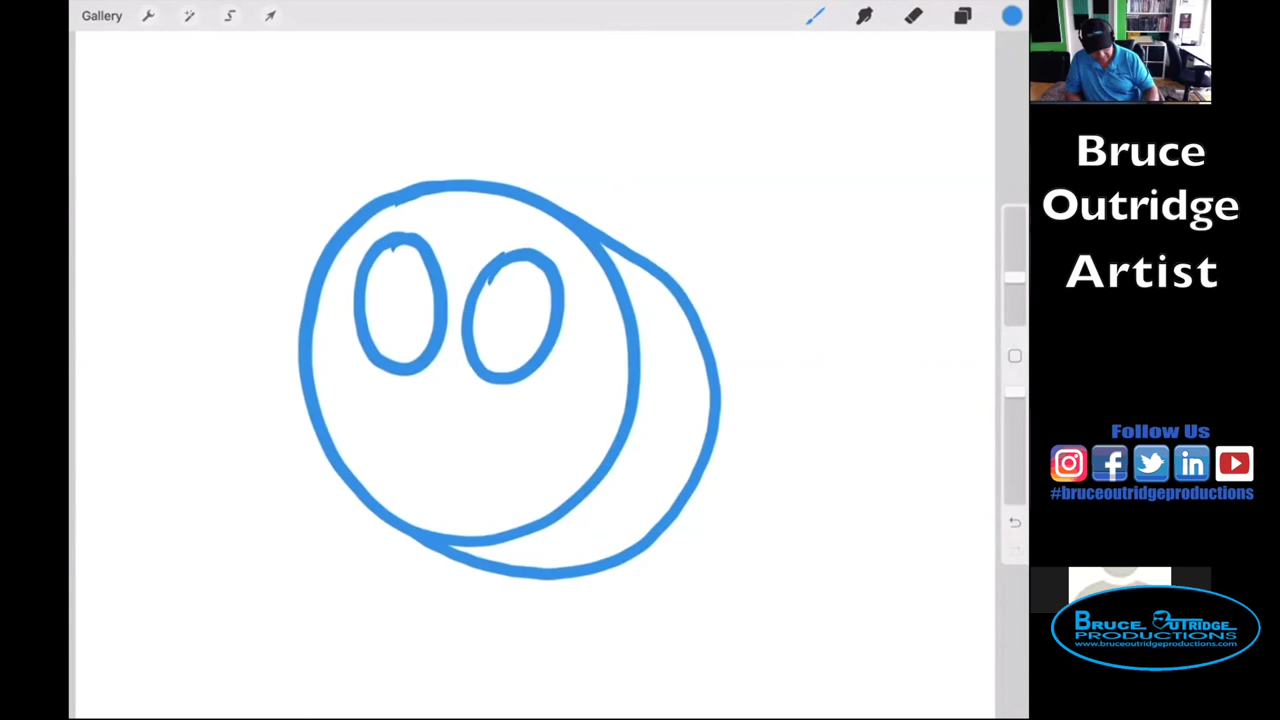 Gallery
Bruce
Outridge
Artist
Follow Us
#bruceoutridgeproductions
BRUCE OUTRIDGE
PRODUCTIONS
www.bruceoutridgeproductions.com